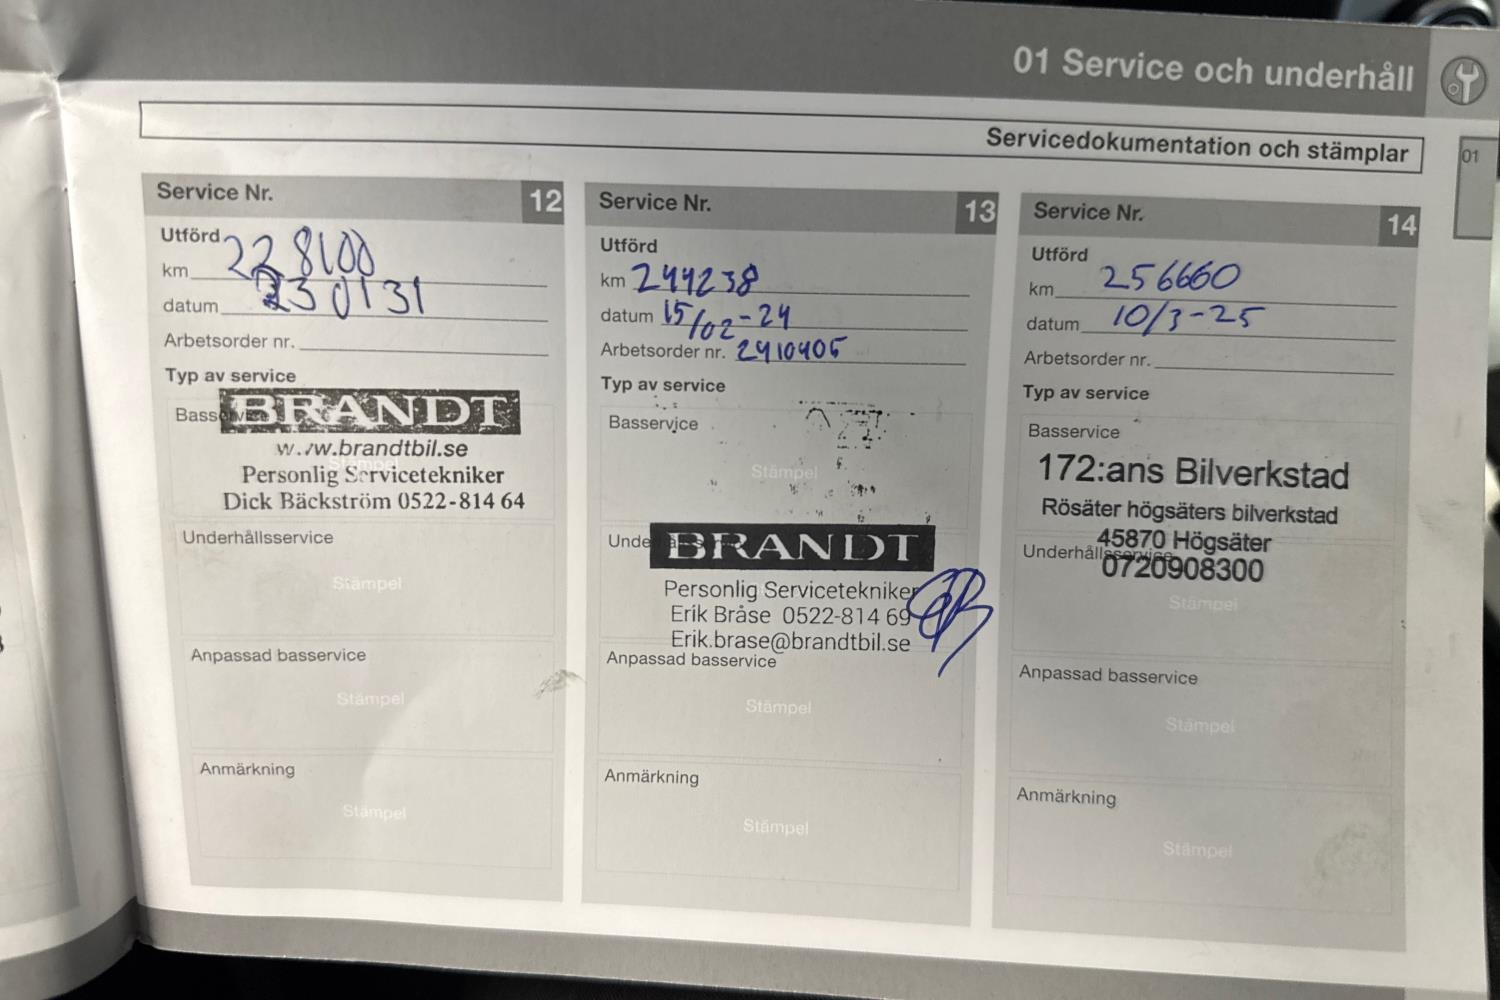 01 Service och underhåll
Servicedokumentation och stämplar
01
Service Nr. 12
Utförd
km 228100
datum 230131
Arbetsorder nr.
Typ av service
Basservice
BRANDT
www.brandtbil.se
Stämpel
Personlig Servicetekniker
Dick Bäckström 0522-814 64
Underhållsservice
Stämpel
Anpassad basservice
Stämpel
Anmärkning
Stämpel
Service Nr. 13
Utförd
km 244238
datum 15/02-24
Arbetsorder nr. 2410405
Typ av service
Basservice
Stämpel
Underhållsservice
BRANDT
Personlig Servicetekniker
Erik Bråse 0522-814 69
Erik.brase@brandtbil.se
Anpassad basservice
Stämpel
Anmärkning
Stämpel
Service Nr. 14
Utförd
km 256660
datum 10/3-25
Arbetsorder nr.
Typ av service
Basservice
172:ans Bilverkstad
Rösäter högsäters bilverkstad
45870 Högsäter
Underhållsservice
0720908300
Stämpel
Anpassad basservice
Stämpel
Anmärkning
Stämpel